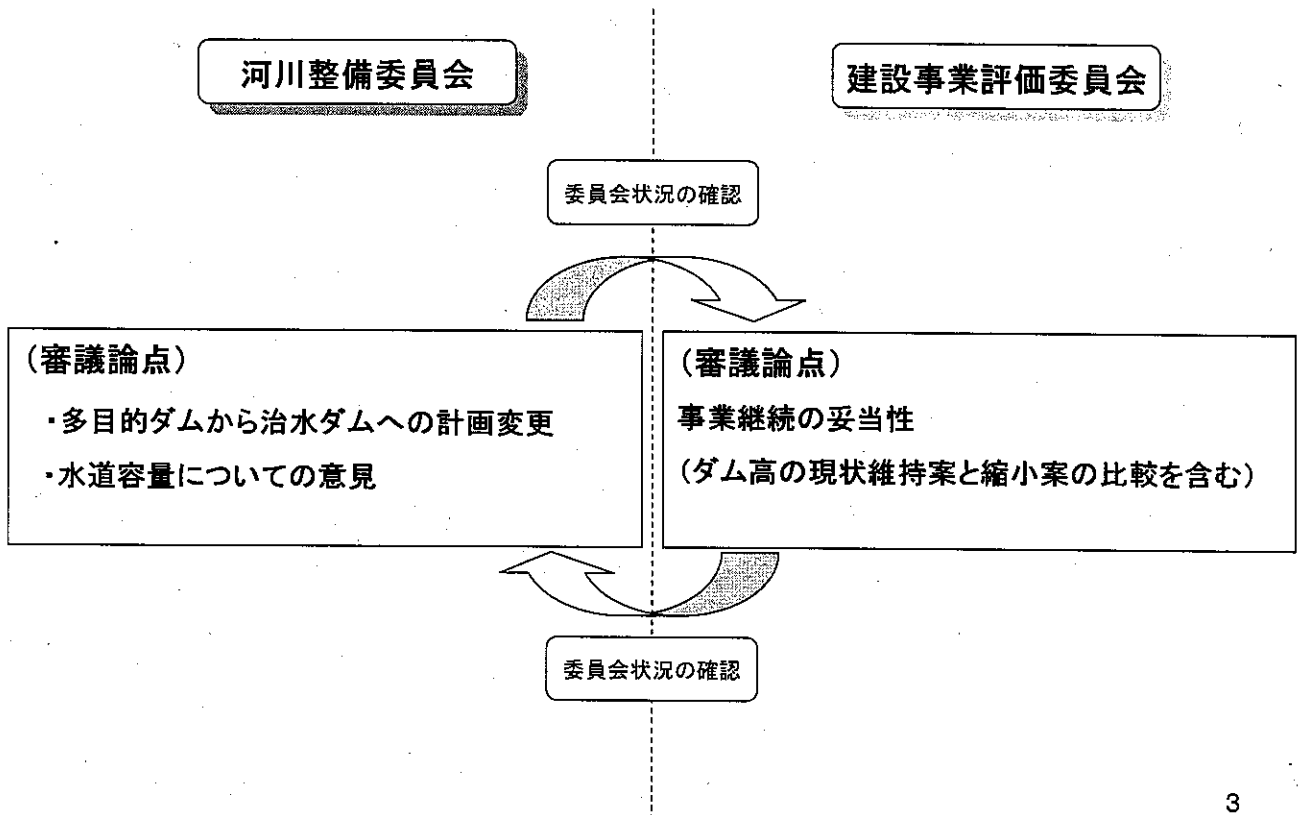 河川整備委員会
建設事業評価委員会
委員会状況の確認
(審議論点)
・多目的ダムから治水ダムへの計画変更
・水道容量についての意見
(審議論点)
事業継続の妥当性
(ダム高の現状維持案と縮小案の比較を含む)
委員会状況の確認
3